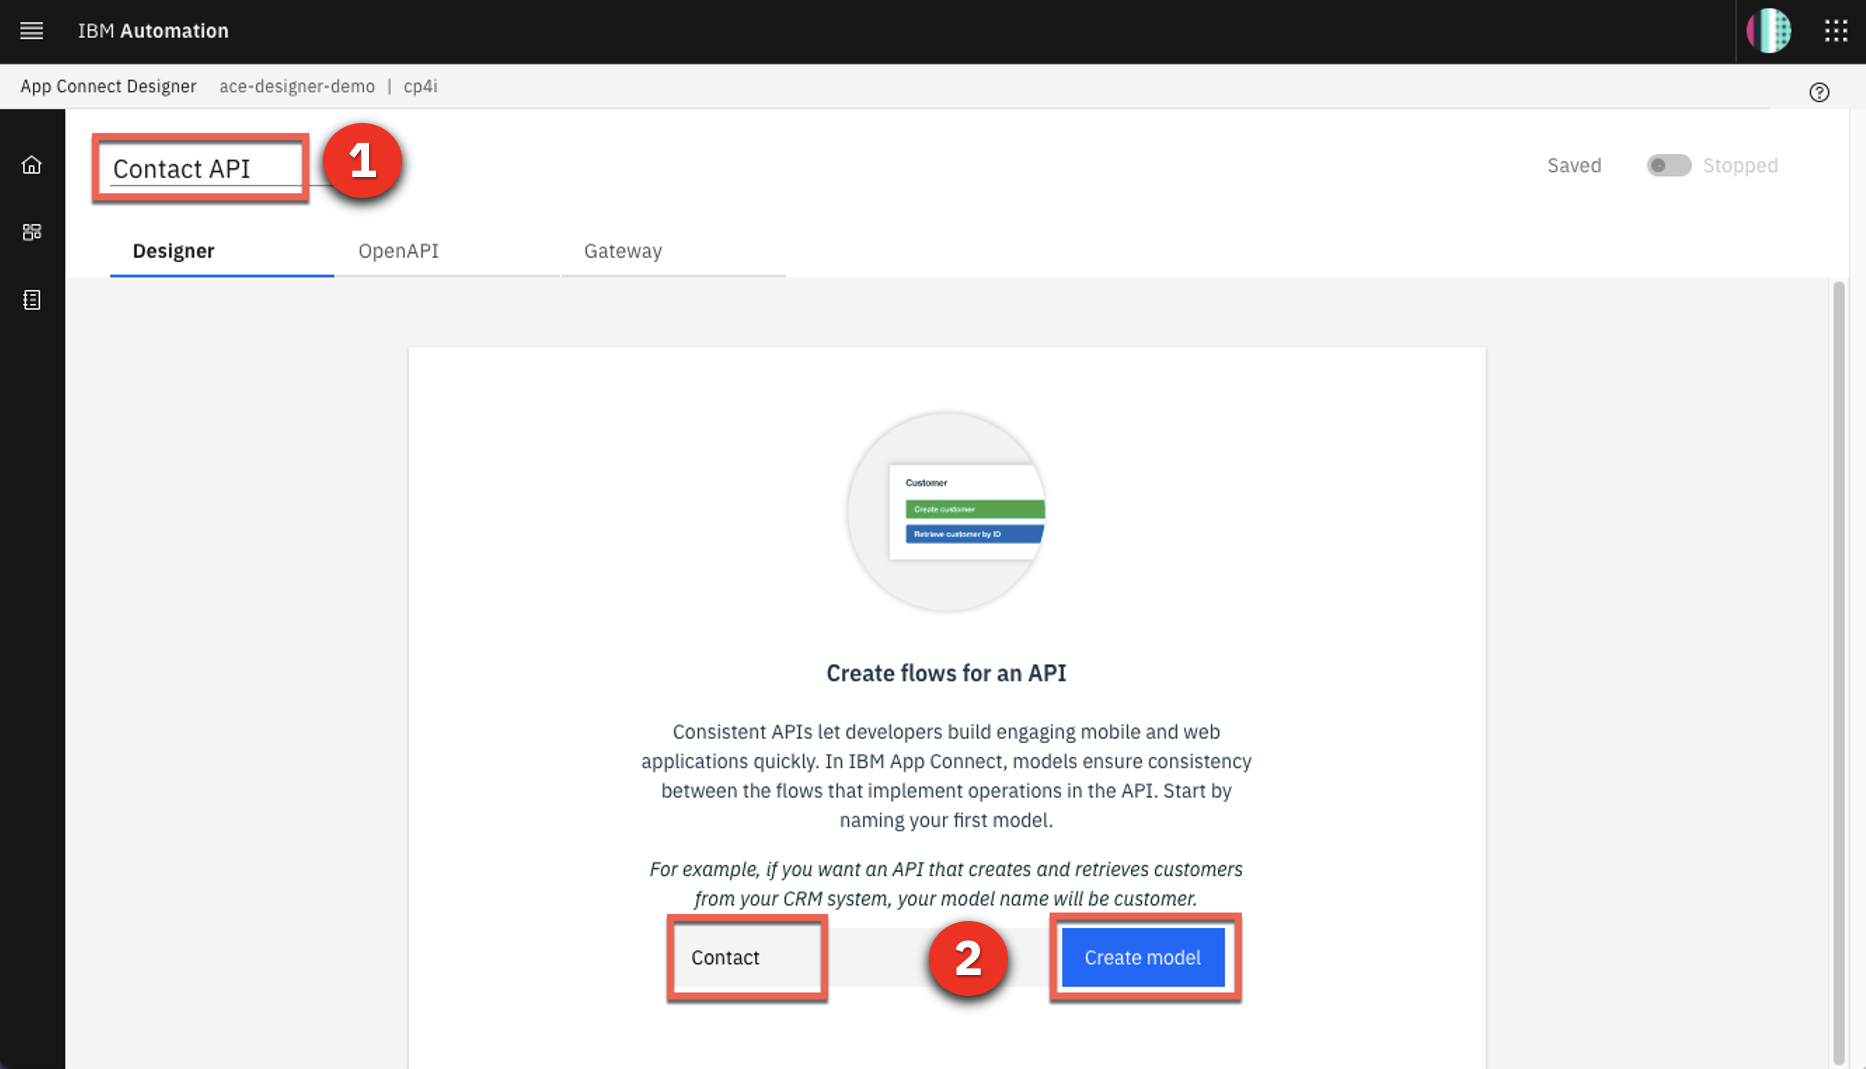 IBM Automation
App Connect Designer ace-designer-demo | cp4i
Contact API
1
Saved
Stopped
Designer
OpenAPI
Gateway
Customer
Create customer
Retrieve customer by ID
Create flows for an API
Consistent APIs let developers build engaging mobile and web
applications quickly. In IBM App Connect, models ensure consistency
between the flows that implement operations in the API. Start by
naming your first model.
For example, if you want an API that creates and retrieves customers
from your CRM system, your model name will be customer.
Contact
2
Create model